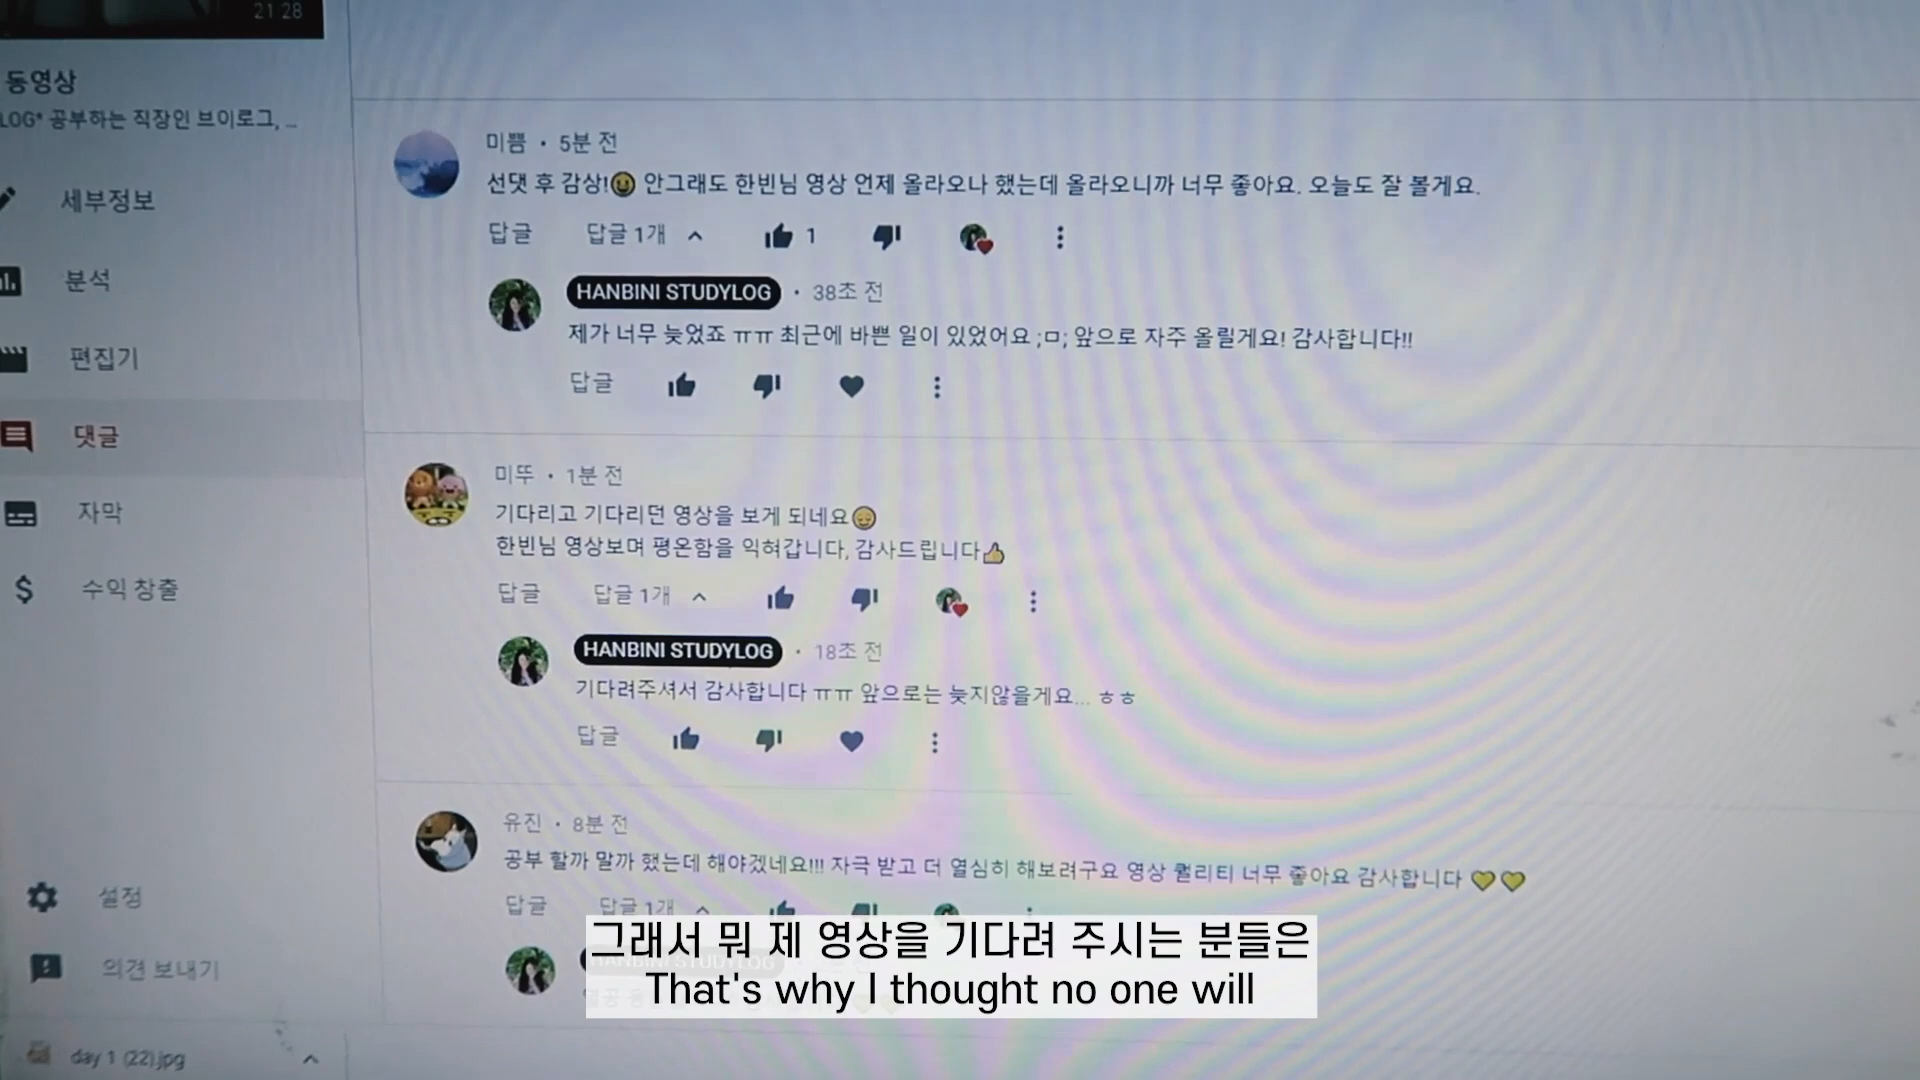 21:28
동영상
LOG* 공부하는 직장인 브이로그, ...
세부정보
분석
편집기
댓글
자막
수익 창출
설정
의견 보내기
day 1 (22).jpg
미쁨 · 5분 전
선댓 후 감상!😀 안그래도 한빈님 영상 언제 올라오나 했는데 올라오니까 너무 좋아요. 오늘도 잘 볼게요.
답글 답글 1개 1
HANBINI STUDYLOG · 38초 전
제가 너무 늦었죠 ㅠㅠ 최근에 바쁜 일이 있었어요 ;ㅁ; 앞으로 자주 올릴게요! 감사합니다!!
답글
미뚜 · 1분 전
기다리고 기다리던 영상을 보게 되네요😌
한빈님 영상보며 평온함을 익혀갑니다, 감사드립니다👍
답글 답글 1개
HANBINI STUDYLOG · 18초 전
기다려주셔서 감사합니다 ㅠㅠ 앞으로는 늦지않을게요... ㅎㅎ
답글
유진 · 8분 전
공부 할까 말까 했는데 해야겠네요!!! 자극 받고 더 열심히 해보려구요 영상 퀄리티 너무 좋아요 감사합니다 💛💛
답글 답글 1개
HANBINI STUDYLOG
그래서 뭐 제 영상을 기다려 주시는 분들은
That's why I thought no one will